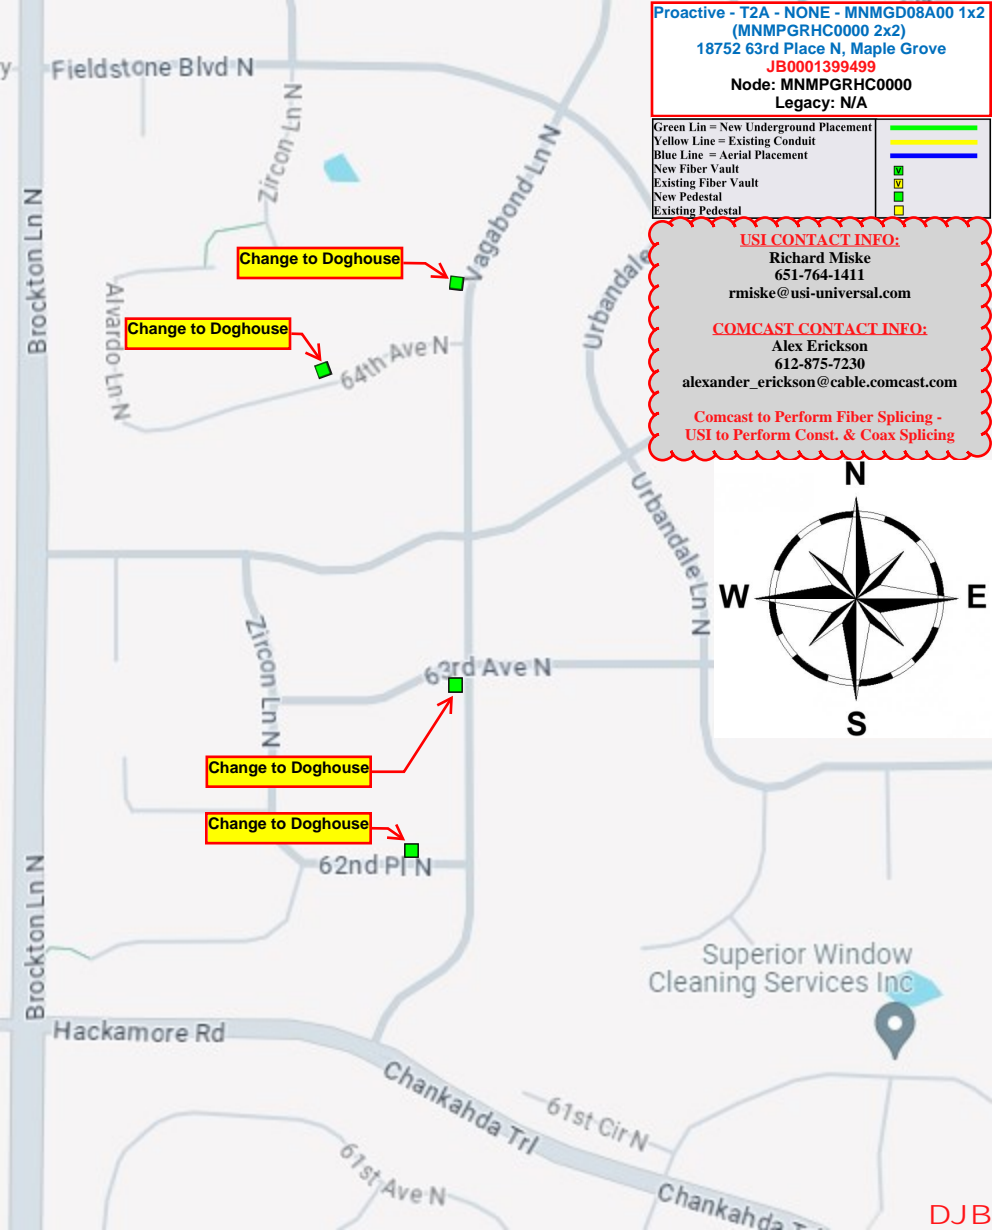 Proactive - T2A - NONE - MNMGD08A00 1x2
(MNMPGRHC0000 2x2)
18752 63rd Place N, Maple Grove
JB0001399499
Node: MNMPGRHC0000
Legacy: N/A
Green Lin = New Underground Placement
Yellow Line = Existing Conduit
Blue Line = Aerial Placement
New Fiber Vault
V
Existing Fiber Vault
V
New Pedestal
Existing Pedestal
USI CONTACT INFO:
Richard Miske
651-764-1411
rmiske@usi-universal.com
COMCAST CONTACT INFO:
Alex Erickson
612-875-7230
alexander_erickson@cable.comcast.com
Comcast to Perform Fiber Splicing -
USI to Perform Const. & Coax Splicing
N
W
E
S
y
Fieldstone Blvd N
Zircon Ln N
Vagabond Ln N
Brockton Ln N
Urbandale
Change to Doghouse
Alvardo Ln N
Change to Doghouse
64th Ave N
Urbandale Ln N
Zircon Ln N
63rd Ave N
Change to Doghouse
Change to Doghouse
62nd Pl N
Brockton Ln N
Superior Window
Cleaning Services Inc
Hackamore Rd
Chankahda Trl
61st Cir N
61st Ave N
Chankahda T
DJB